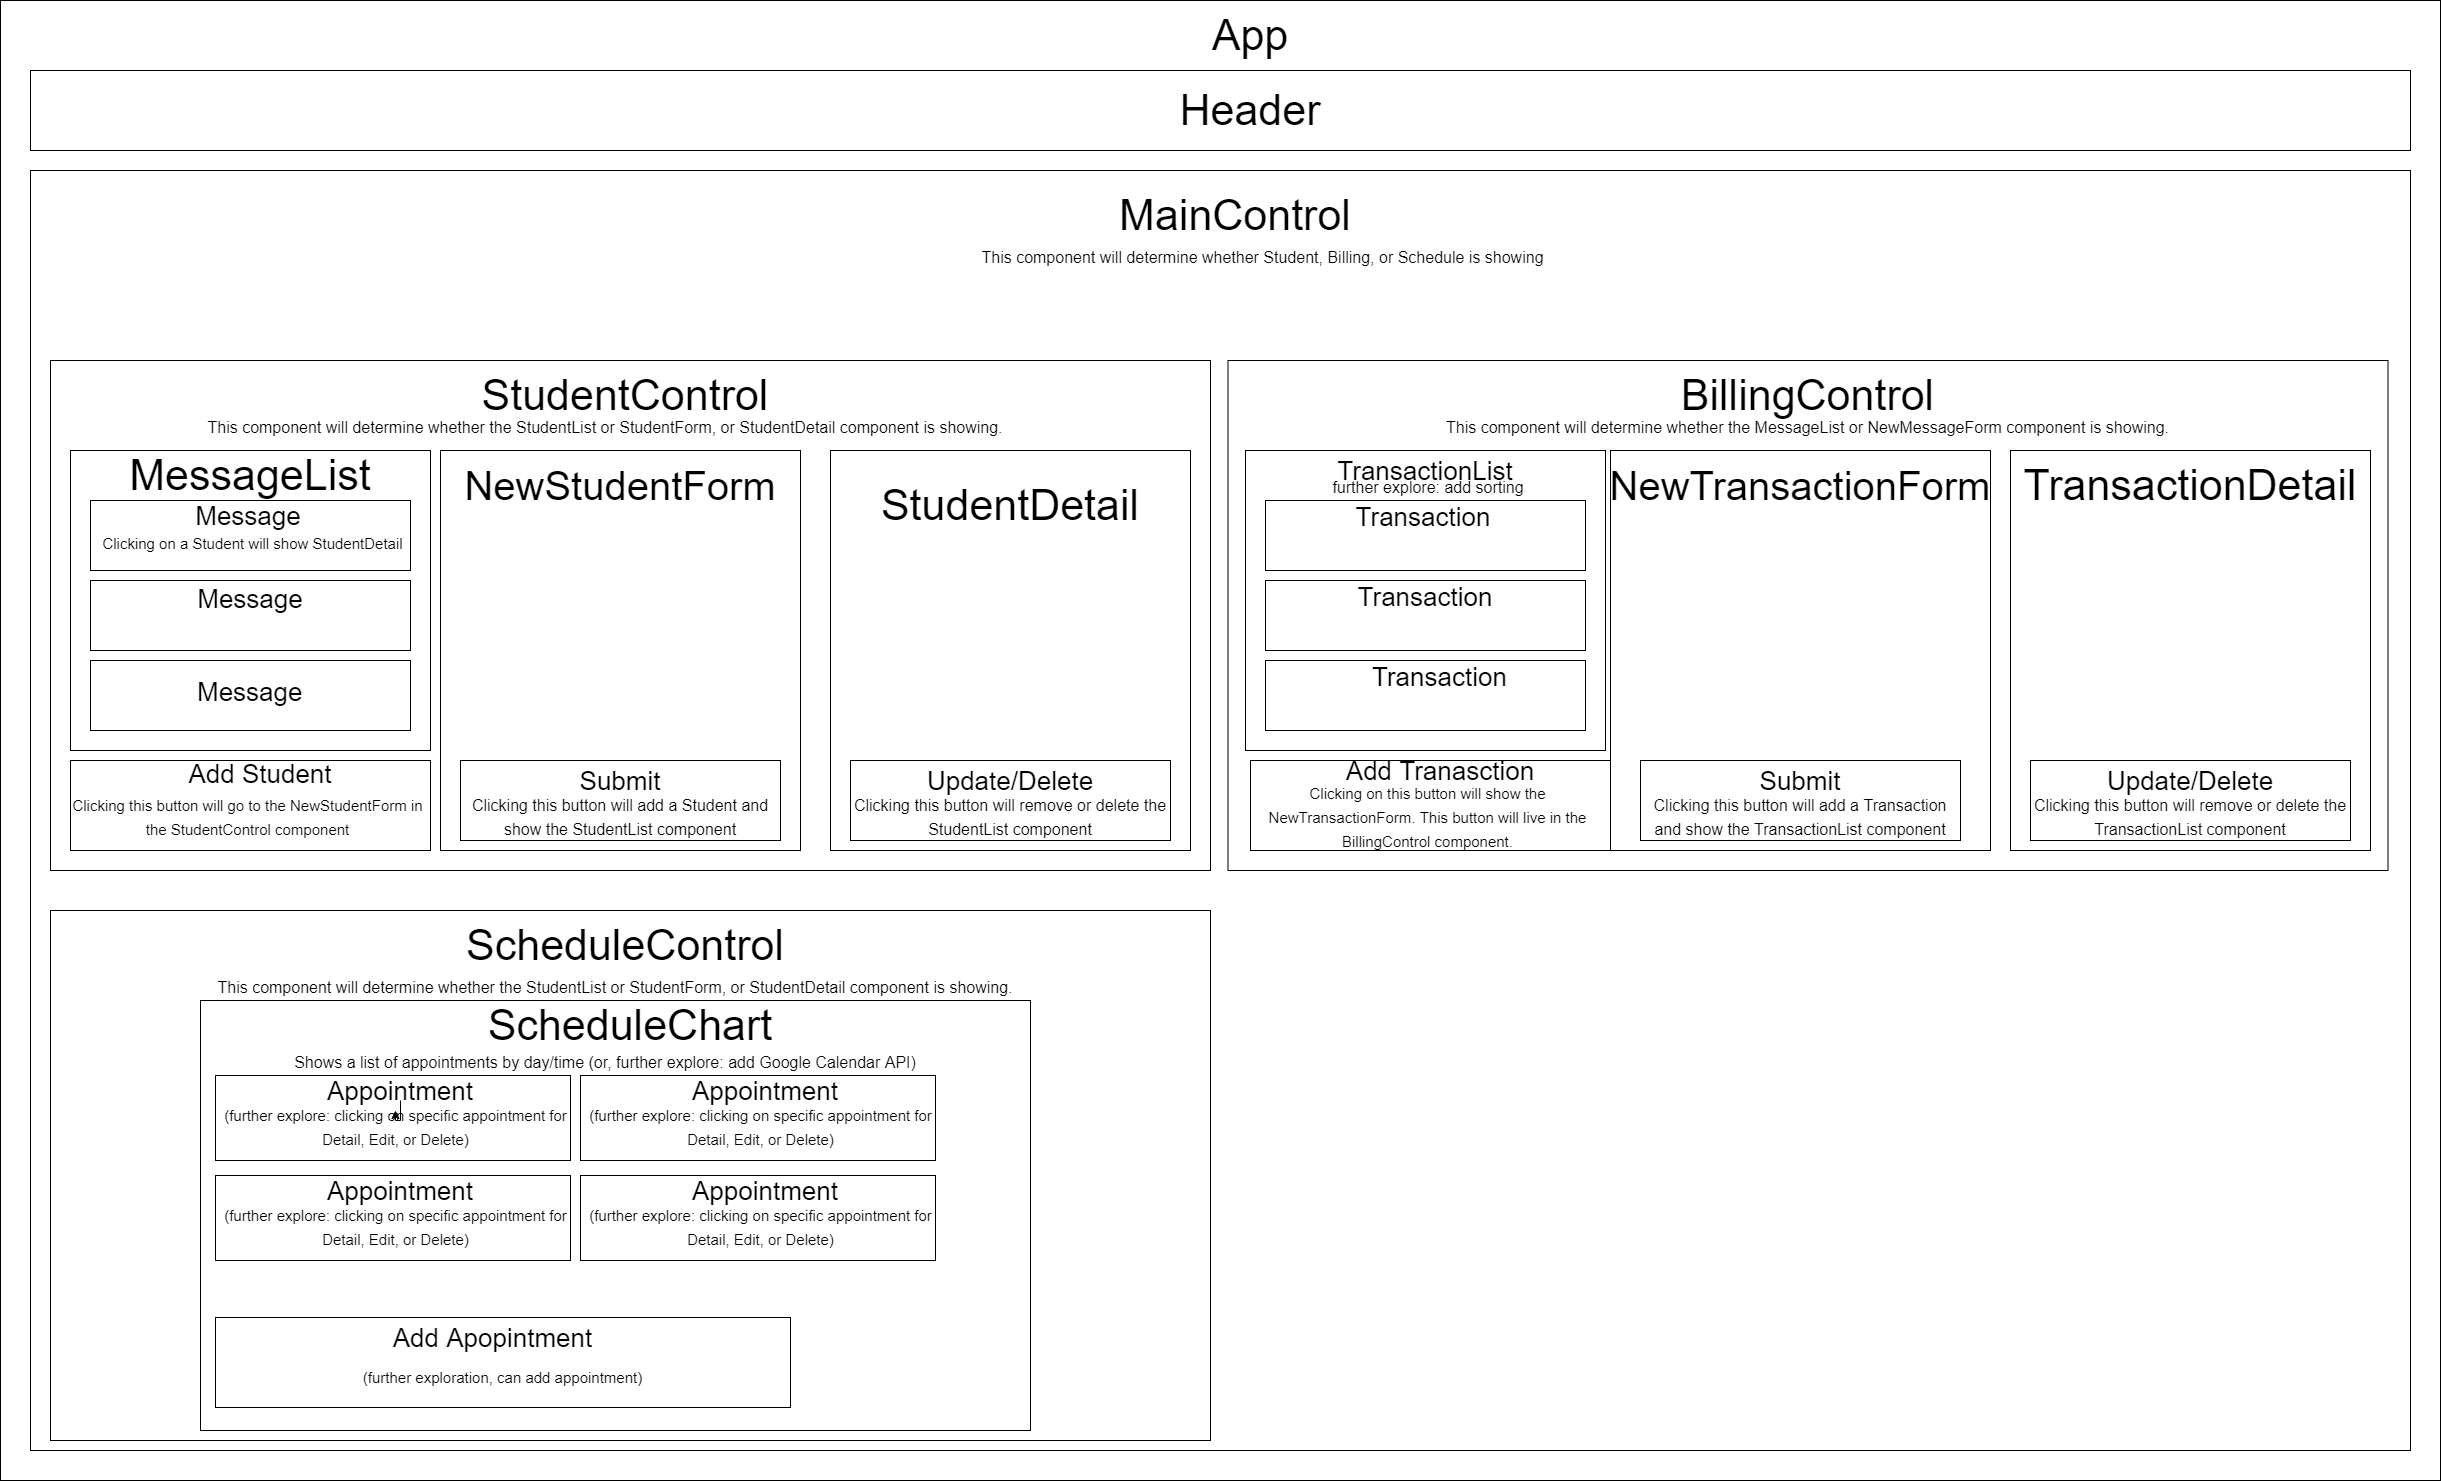 App
Header
MainControl
This component will determine whether Student, Billing, or Schedule is showing
StudentControl
This component will determine whether the StudentList or StudentForm, or StudentDetail component is showing.
MessageList
Message
Clicking on a Student will show StudentDetail
Message
Message
Add Student
Clicking this button will go to the NewStudentForm in
the StudentControl component
NewStudentForm
Submit
Clicking this button will add a Student and
show the StudentList component
StudentDetail
Update/Delete
Clicking this button will remove or delete the
StudentList component
BillingControl
This component will determine whether the MessageList or NewMessageForm component is showing.
TransactionList
further explore: add sorting
Transaction
Transaction
Transaction
Add Tranasction
Clicking on this button will show the
NewTransactionForm. This button will live in the
BillingControl component.
NewTransactionForm
Submit
Clicking this button will add a Transaction
and show the TransactionList component
TransactionDetail
Update/Delete
Clicking this button will remove or delete the
TransactionList component
ScheduleControl
This component will determine whether the StudentList or StudentForm, or StudentDetail component is showing.
ScheduleChart
Shows a list of appointments by day/time (or, further explore: add Google Calendar API)
Appointment
(further explore: clicking on specific appointment for
Detail, Edit, or Delete)
Appointment
(further explore: clicking on specific appointment for
Detail, Edit, or Delete)
Appointment
(further explore: clicking on specific appointment for
Detail, Edit, or Delete)
Appointment
(further explore: clicking on specific appointment for
Detail, Edit, or Delete)
Add Apopintment
(further exploration, can add appointment)